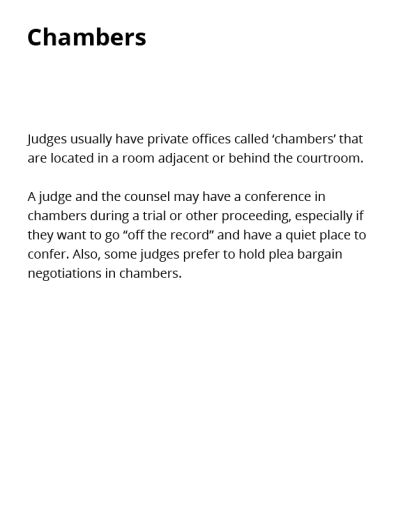 Chambers
Judges usually have private offices called ‘chambers’ that
are located in a room adjacent or behind the courtroom.
A judge and the counsel may have a conference in
chambers during a trial or other proceeding, especially if
they want to go “off the record” and have a quiet place to
confer. Also, some judges prefer to hold plea bargain
negotiations in chambers.